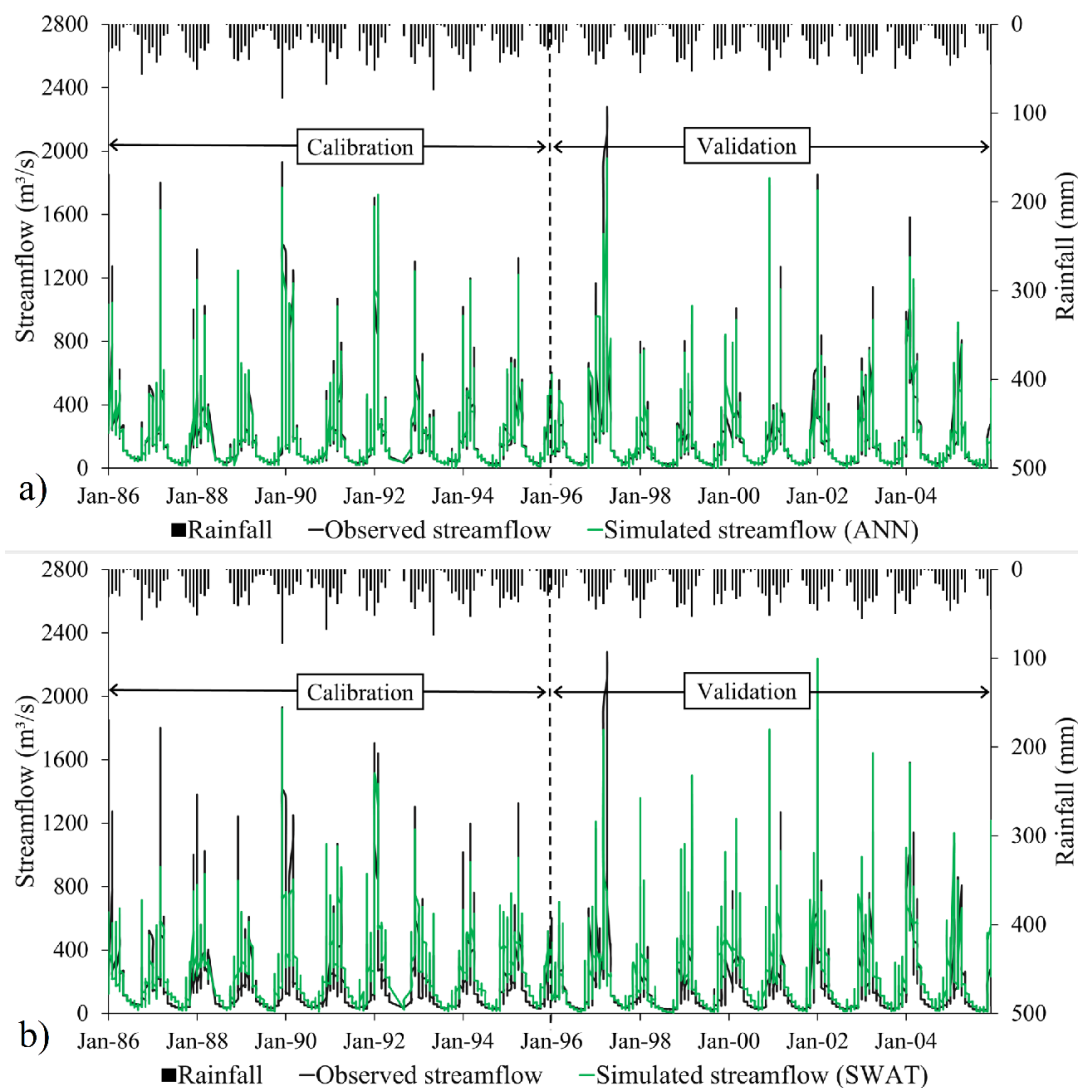 2800
2400
2000
1600
1200
800
400
0
Streamflow (m³/s)
0
100
200
300
400
500
Rainfall (mm)
Calibration
Validation
a)
Jan-86 Jan-88 Jan-90 Jan-92 Jan-94 Jan-96 Jan-98 Jan-00 Jan-02 Jan-04
Rainfall Observed streamflow Simulated streamflow (ANN)
2800
2400
2000
1600
1200
800
400
0
Streamflow (m³/s)
0
100
200
300
400
500
Rainfall (mm)
Calibration
Validation
b)
Jan-86 Jan-88 Jan-90 Jan-92 Jan-94 Jan-96 Jan-98 Jan-00 Jan-02 Jan-04
Rainfall Observed streamflow Simulated streamflow (SWAT)